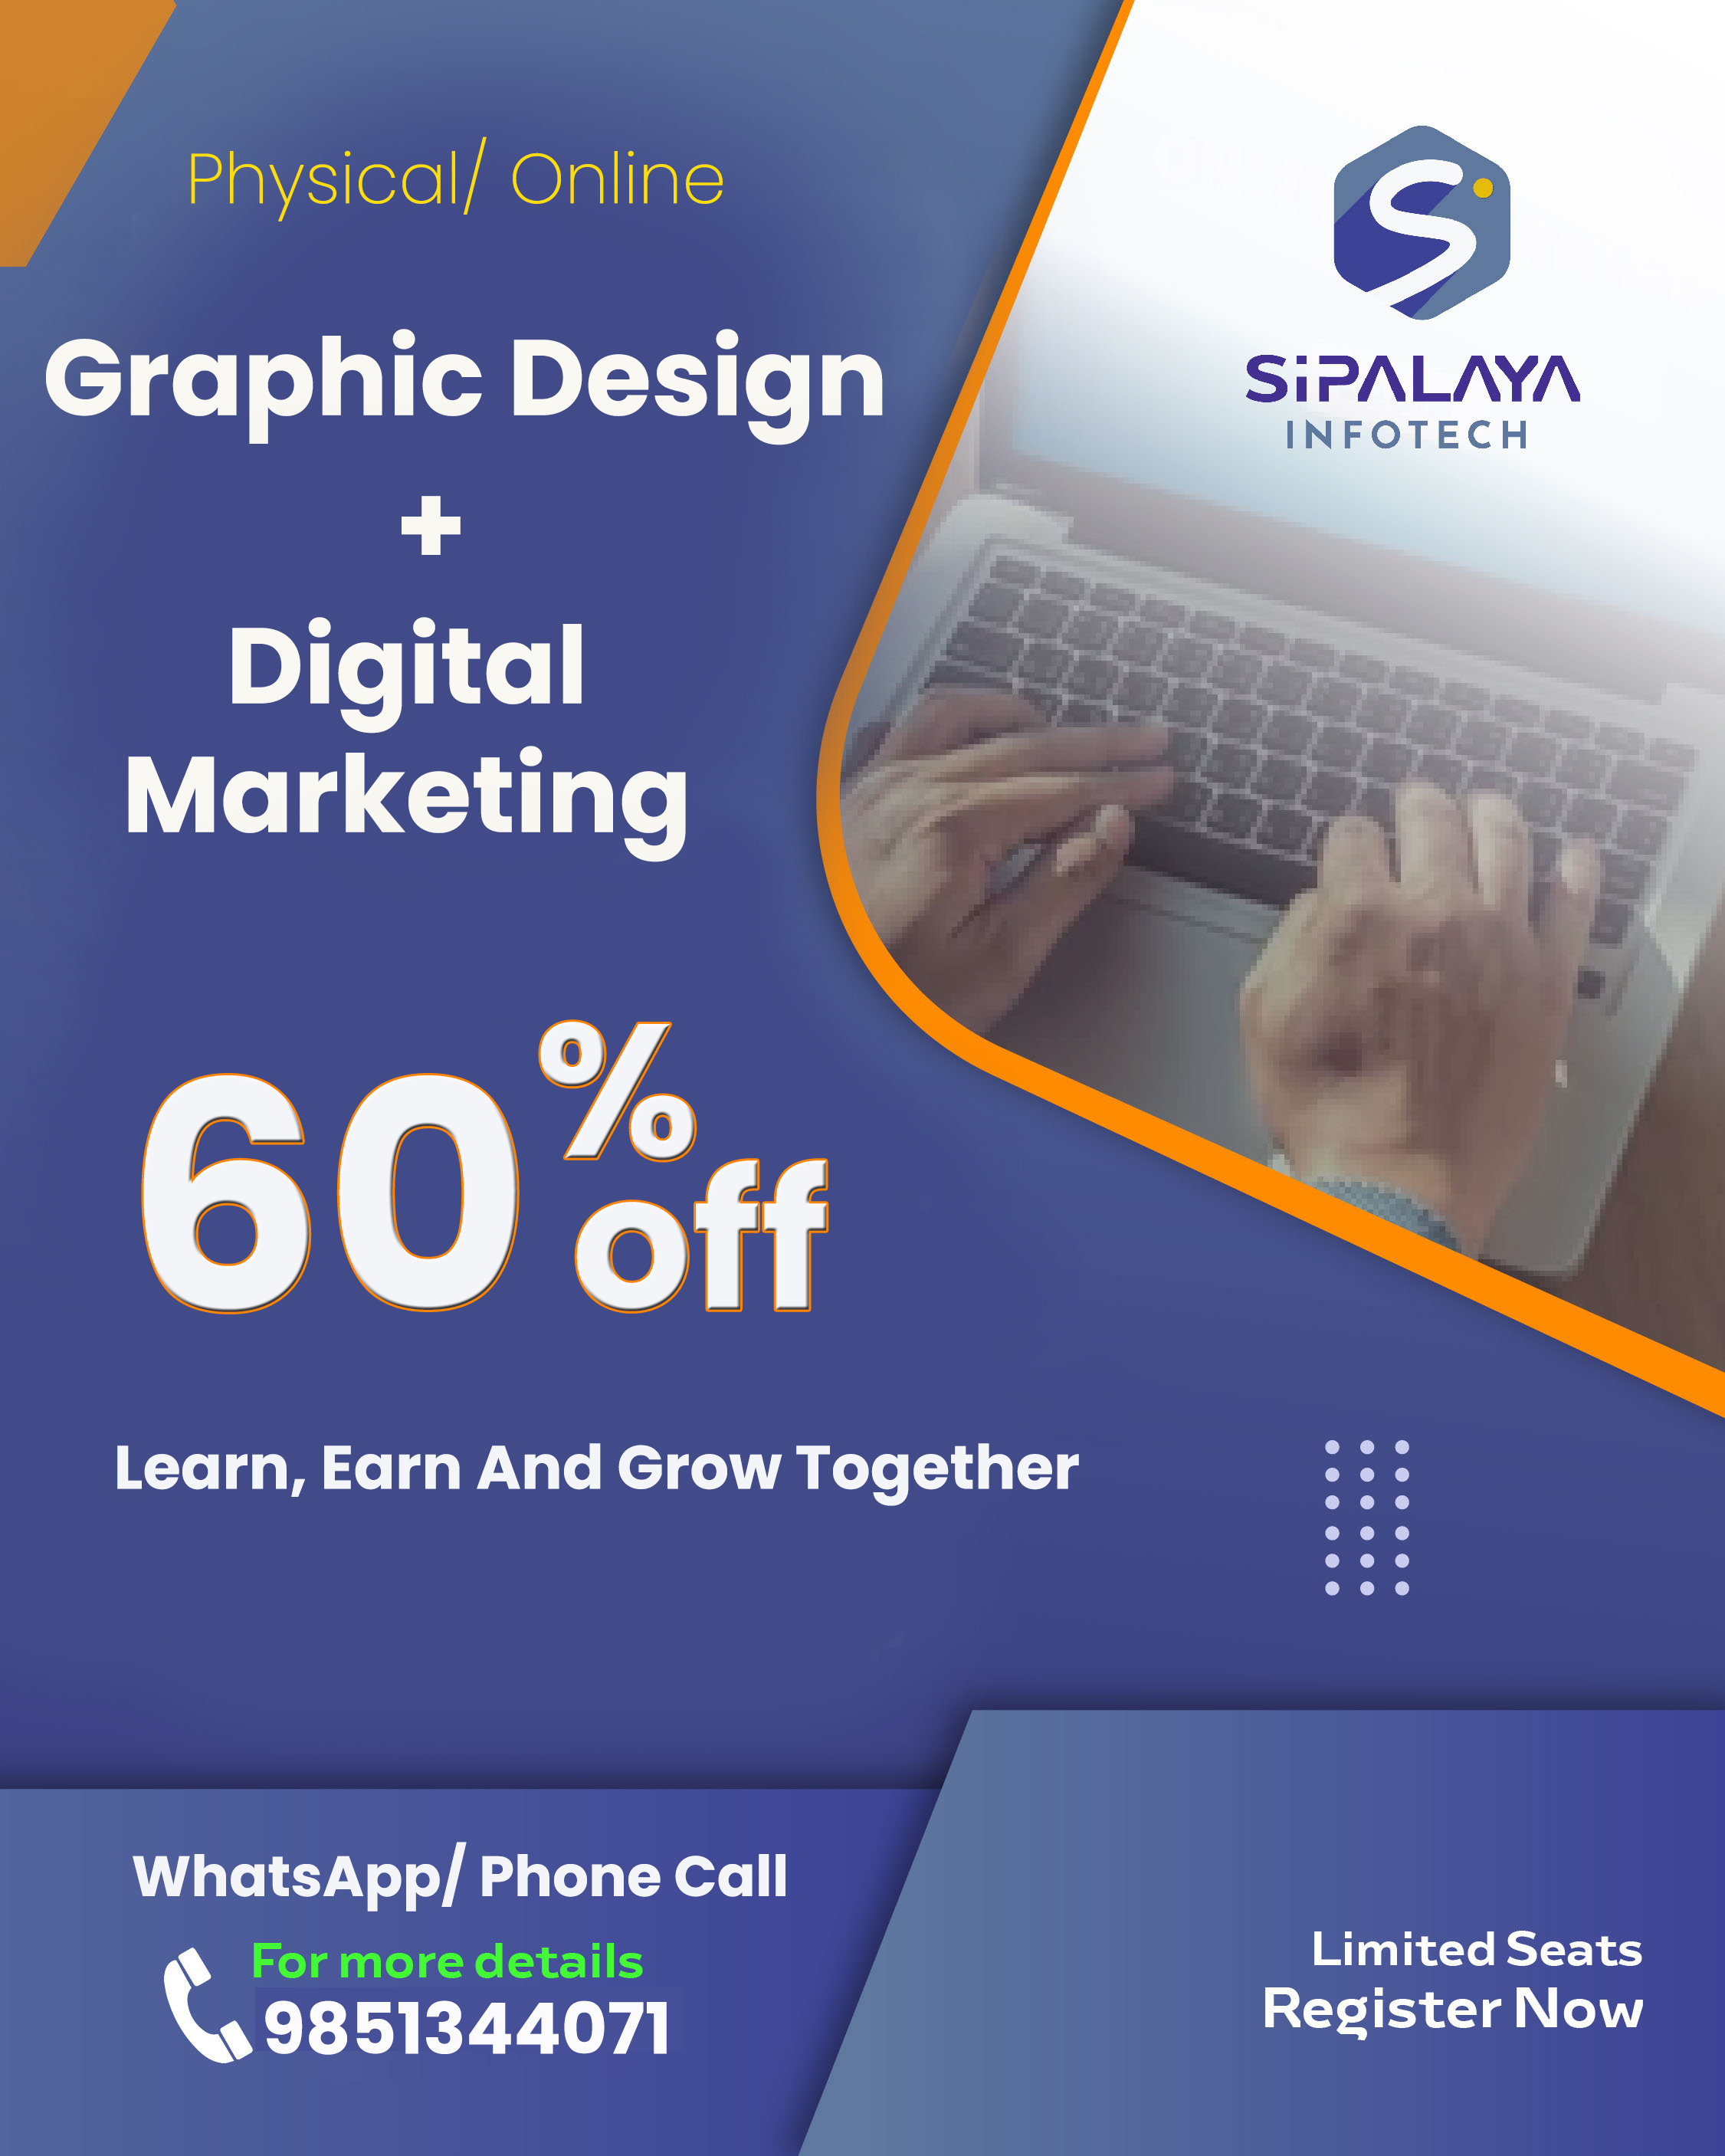 Physical/ Online
SiPALAYA
INFOTECH
Graphic Design
+
Digital
Marketing
60%
off
Learn, Earn And Grow Together
WhatsApp/ Phone Call
For more details
9851344071
Limited Seats
Register Now